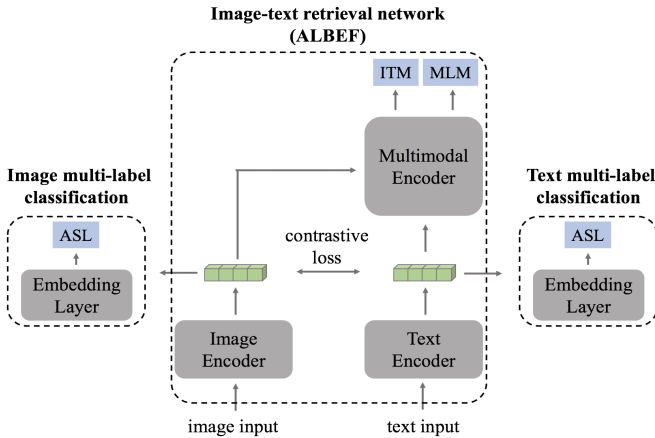 Image-text retrieval network
(ALBEF)
ITM
MLM
Multimodal
Encoder
Image multi-label
classification
ASL
Embedding
Layer
contrastive
loss
Text multi-label
classification
ASL
Embedding
Layer
Image
Encoder
Text
Encoder
image input
text input